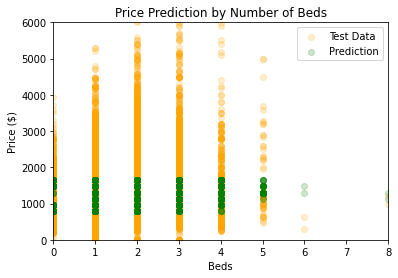 Price Prediction by Number of Beds
Test Data
Prediction
Price ($)
6000
5000
4000
3000
2000
1000
0
0 1 2 3 4 5 6 7 8
Beds